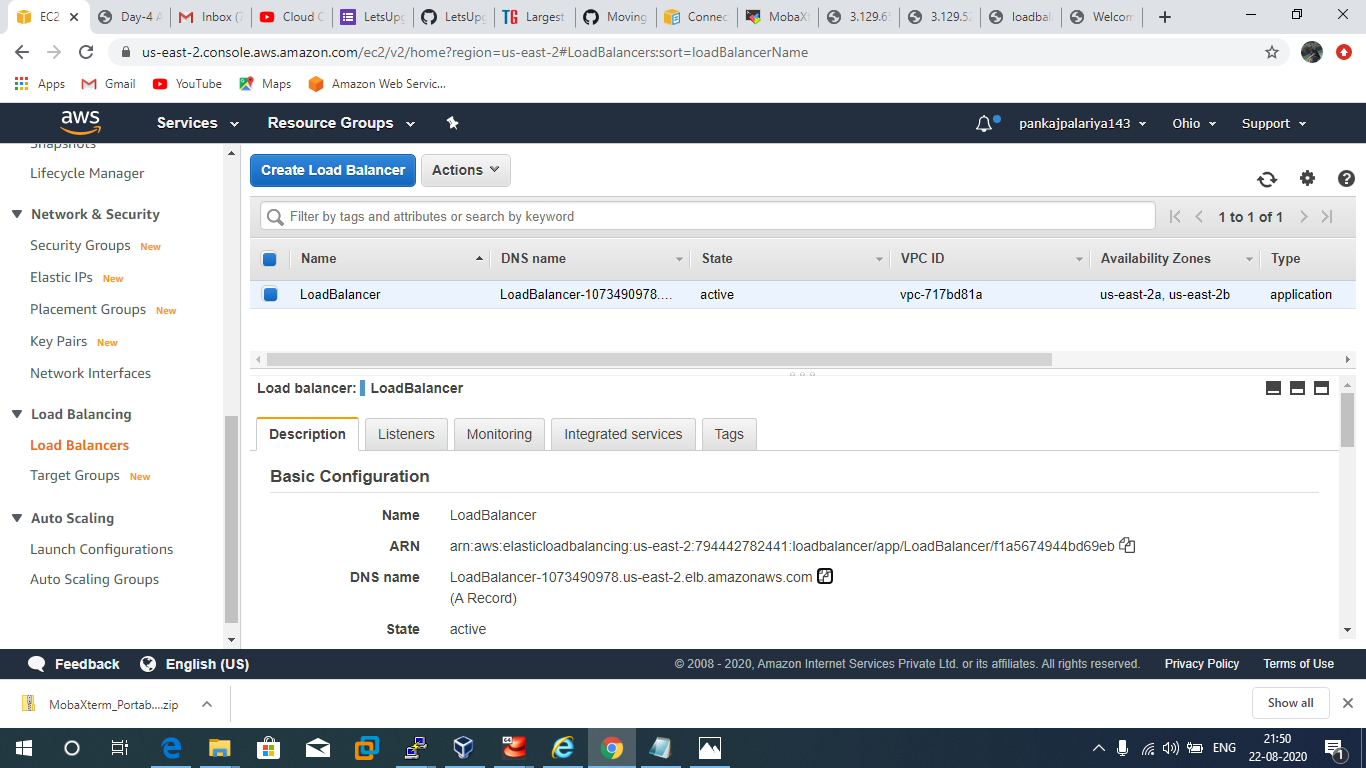 EC2
Day-4 A
Inbox (7
Cloud C
LetsUpg
LetsUpg
Largest
Moving
Connec
MobaXt
3.129.6
3.129.52
loadbal
Welcom
us-east-2.console.aws.amazon.com/ec2/v2/home?region=us-east-2#LoadBalancers:sort=loadBalancerName
Apps Gmail YouTube Maps Amazon Web Servic...
aws Services Resource Groups pankajpalariya143 Ohio Support
Snapshots
Lifecycle Manager
Network & Security
Security Groups New
Elastic IPs New
Placement Groups New
Key Pairs New
Network Interfaces
Load Balancing
Load Balancers
Target Groups New
Auto Scaling
Launch Configurations
Auto Scaling Groups
Create Load Balancer Actions
Filter by tags and attributes or search by keyword 1 to 1 of 1
Name DNS name State VPC ID Availability Zones Type
LoadBalancer LoadBalancer-1073490978.... active vpc-717bd81a us-east-2a, us-east-2b application
Load balancer: LoadBalancer
Description Listeners Monitoring Integrated services Tags
Basic Configuration
Name LoadBalancer
ARN arn:aws:elasticloadbalancing:us-east-2:794442782441:loadbalancer/app/LoadBalancer/f1a5674944bd69eb
DNS name LoadBalancer-1073490978.us-east-2.elb.amazonaws.com
(A Record)
State active
Feedback English (US) © 2008 - 2020, Amazon Internet Services Private Ltd. or its affiliates. All rights reserved. Privacy Policy Terms of Use
MobaXterm_Portab....zip Show all
ENG
21:50
22-08-2020
1